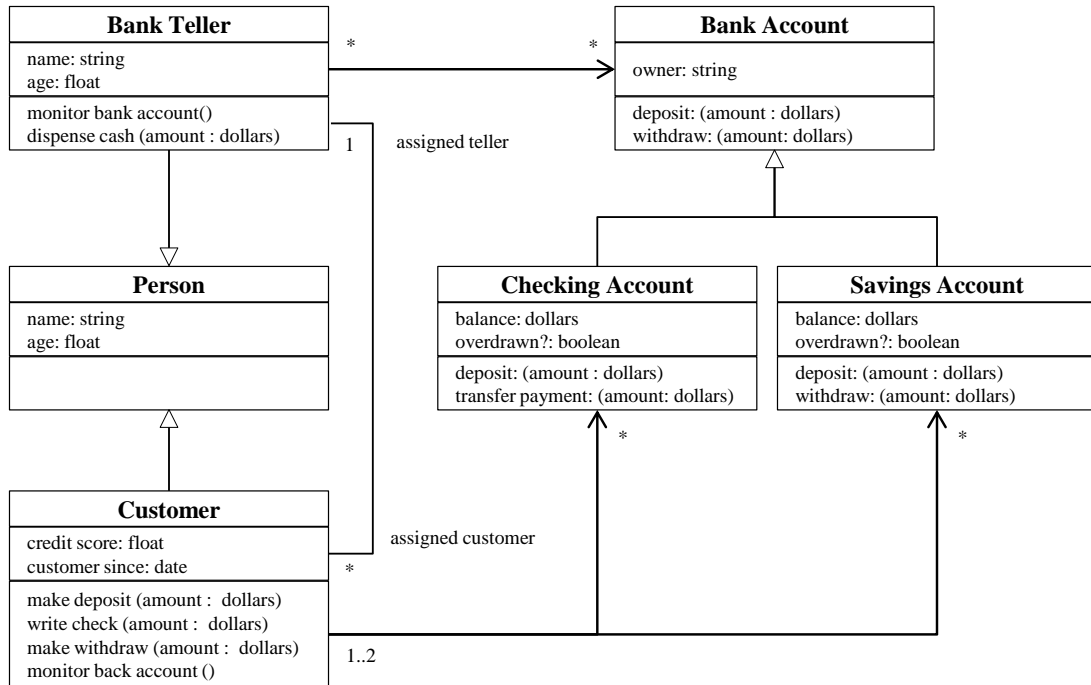 Bank Teller
name: string
age: float
monitor bank account()
dispense cash (amount : dollars)
*
*
Bank Account
owner: string
deposit: (amount : dollars)
withdraw: (amount: dollars)
1
assigned teller
Person
name: string
age: float
Checking Account
balance: dollars
overdrawn?: boolean
deposit: (amount : dollars)
transfer payment: (amount: dollars)
*
Savings Account
balance: dollars
overdrawn?: boolean
deposit: (amount : dollars)
withdraw: (amount: dollars)
*
Customer
credit score: float
customer since: date
make deposit (amount : dollars)
write check (amount : dollars)
make withdraw (amount : dollars)
monitor back account ()
assigned customer
*
1..2